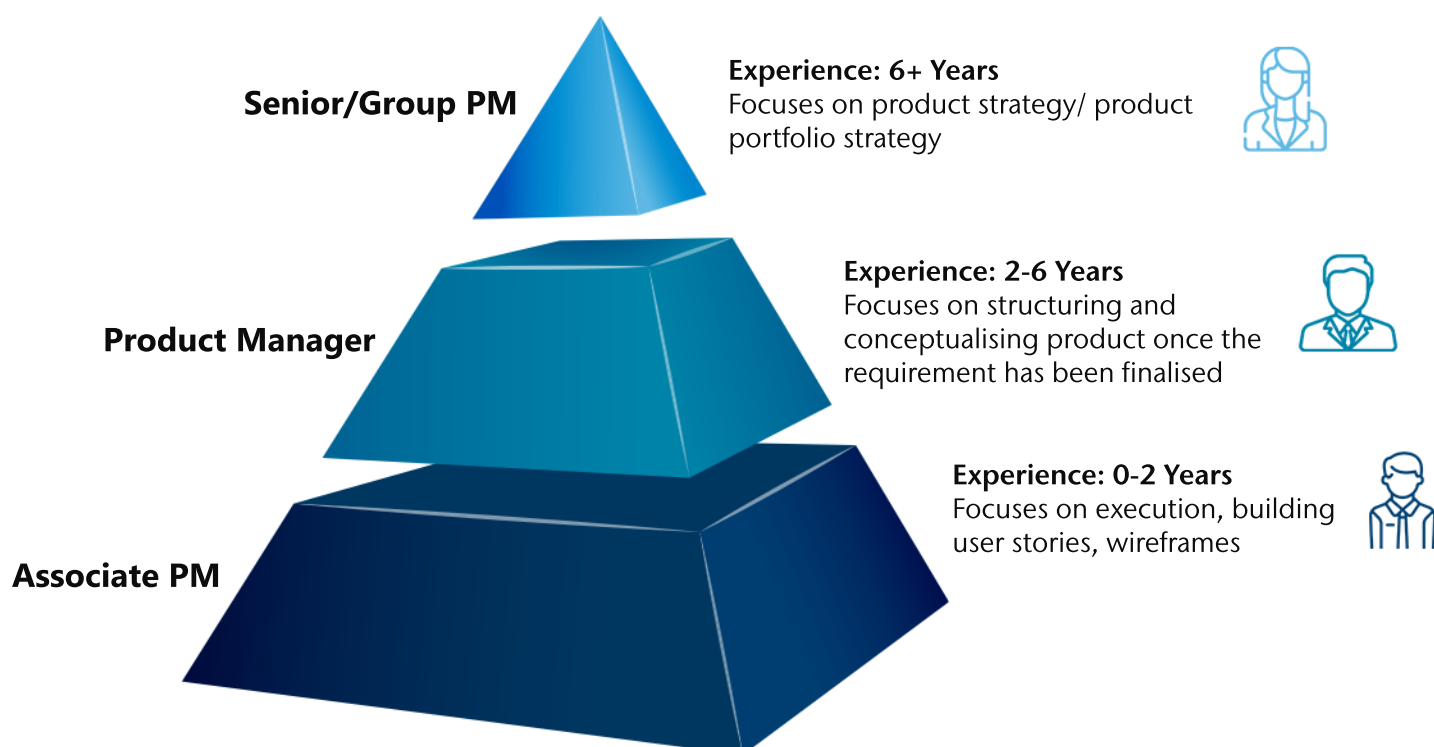 Senior/Group PM
Experience: 6+ Years
Focuses on product strategy/ product
portfolio strategy
Product Manager
Experience: 2-6 Years
Focuses on structuring and
conceptualising product once the
requirement has been finalised
Associate PM
Experience: 0-2 Years
Focuses on execution, building
user stories, wireframes